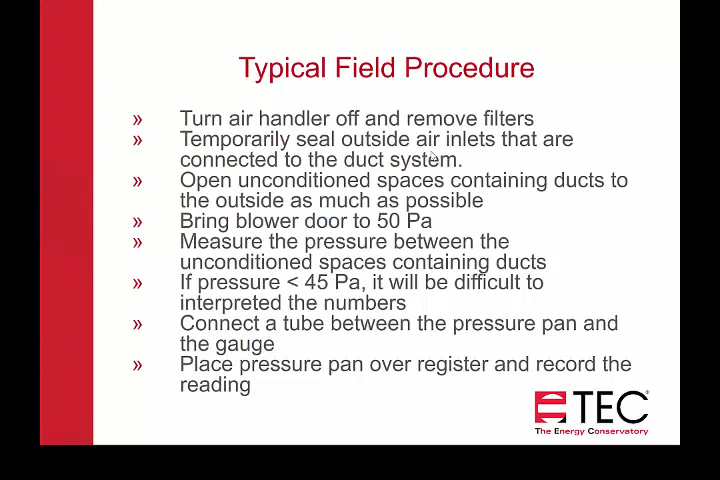 Typical Field Procedure
» Turn air handler off and remove filters
» Temporarily seal outside air inlets that are
connected to the duct system.
» Open unconditioned spaces containing ducts to
the outside as much as possible
» Bring blower door to 50 Pa
» Measure the pressure between the
unconditioned spaces containing ducts
» If pressure < 45 Pa, it will be difficult to
interpreted the numbers
» Connect a tube between the pressure pan and
the gauge
» Place pressure pan over register and record the
reading
TEC®
The Energy Conservatory